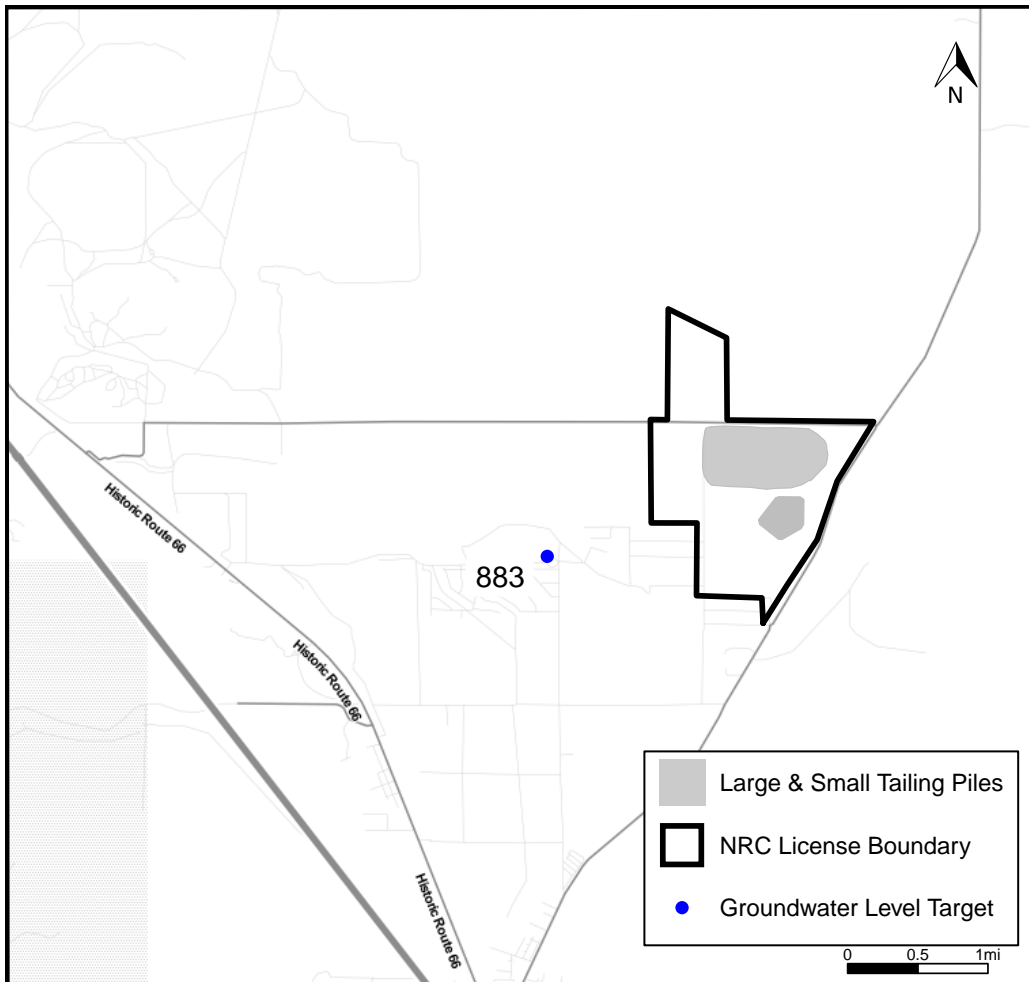 N
Historic Route 66
883
Historic Route 66
Historic Route 66
Large & Small Tailing Piles
NRC License Boundary
Groundwater Level Target
0 0.5 1mi